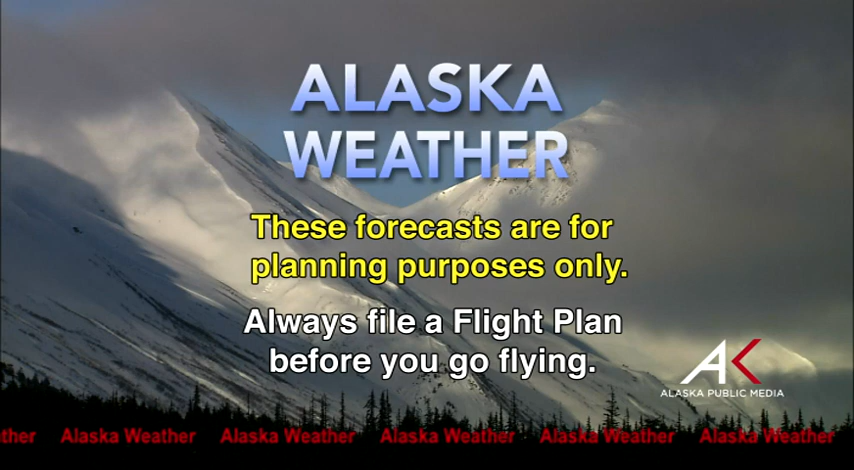 ALASKA
WEATHER
These forecasts are for
planning purposes only.
Always file a Flight Plan
before you go flying.
AK
ALASKA PUBLIC MEDIA
ther Alaska Weather Alaska Weather Alaska Weather Alaska Weather Alaska Weather